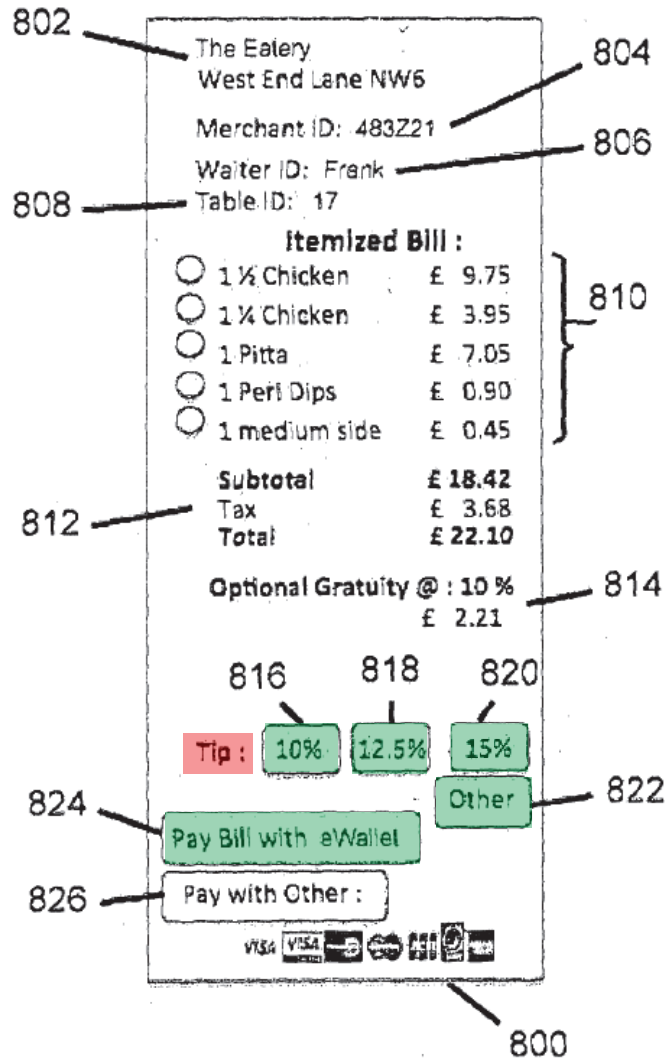 802
The Eatery
West End Lane NW6
804
Merchant ID: 483Z21
806
Waiter ID: Frank
808
Table ID: 17
Itemized Bill :
1 ½ Chicken £ 9.75
1 ¼ Chicken £ 3.95
810
1 Pitta £ 7.05
1 Peri Dips £ 0.90
1 medium side £ 0.45
Subtotal £ 18.42
812
Tax £ 3.68
Total £ 22.10
Optional Gratuity @ : 10 %
814
£ 2.21
816 818 820
Tip : 10% 12.5% 15%
824
Other
822
Pay Bill with eWallet
826
Pay with Other :
VISA VISA
800